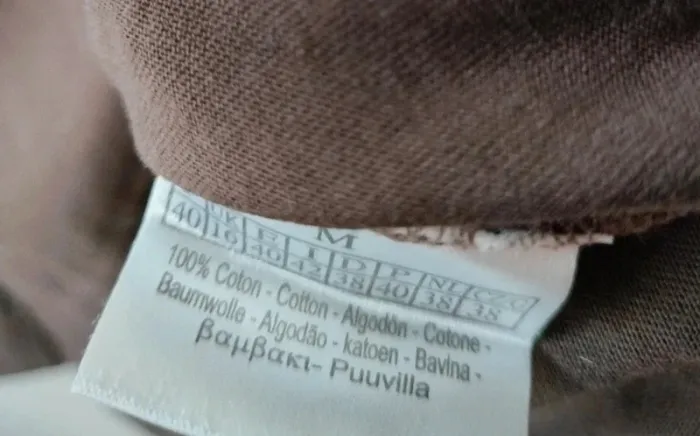 M
UK E I D P NL CZ/C
40 16 40 42 38 40 38 38
100% Coton - Cotton - Algodón - Cotone -
Baumwolle - Algodão - katoen - Bavlna -
βαμβακι- Puuvilla